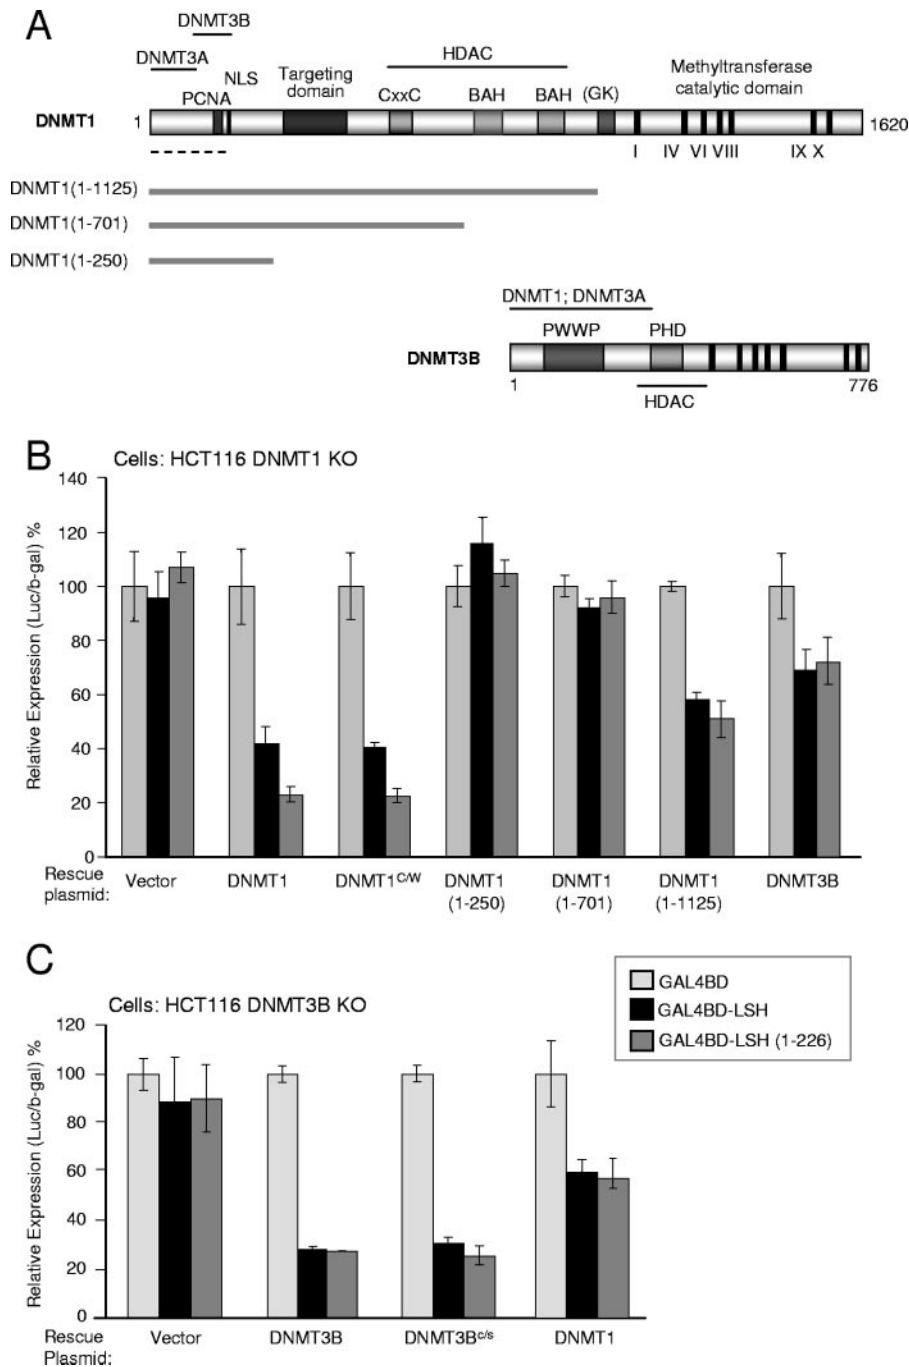 A
DNMT3B
DNMT3A
NLS
PCNA
Targeting
domain
HDAC
CxxC
BAH
BAH
(GK)
Methyltransferase
catalytic domain
DNMT1
1
1620
I
IV
VI
VIII
IX
X
DNMT1(1-1125)
DNMT1(1-701)
DNMT1(1-250)
DNMT1; DNMT3A
PWWP
PHD
DNMT3B
1
776
HDAC
B
Cells: HCT116 DNMT1 KO
Relative Expression (Luc/b-gal) %
140
120
100
80
60
40
20
0
Rescue
plasmid:
Vector
DNMT1
DNMT1C/W
DNMT1
(1-250)
DNMT1
(1-701)
DNMT1
(1-1125)
DNMT3B
C
Cells: HCT116 DNMT3B KO
GAL4BD
GAL4BD-LSH
GAL4BD-LSH (1-226)
Relative Expression (Luc/b-gal) %
120
100
80
60
40
20
0
Rescue
Plasmid:
Vector
DNMT3B
DNMT3Bc/s
DNMT1